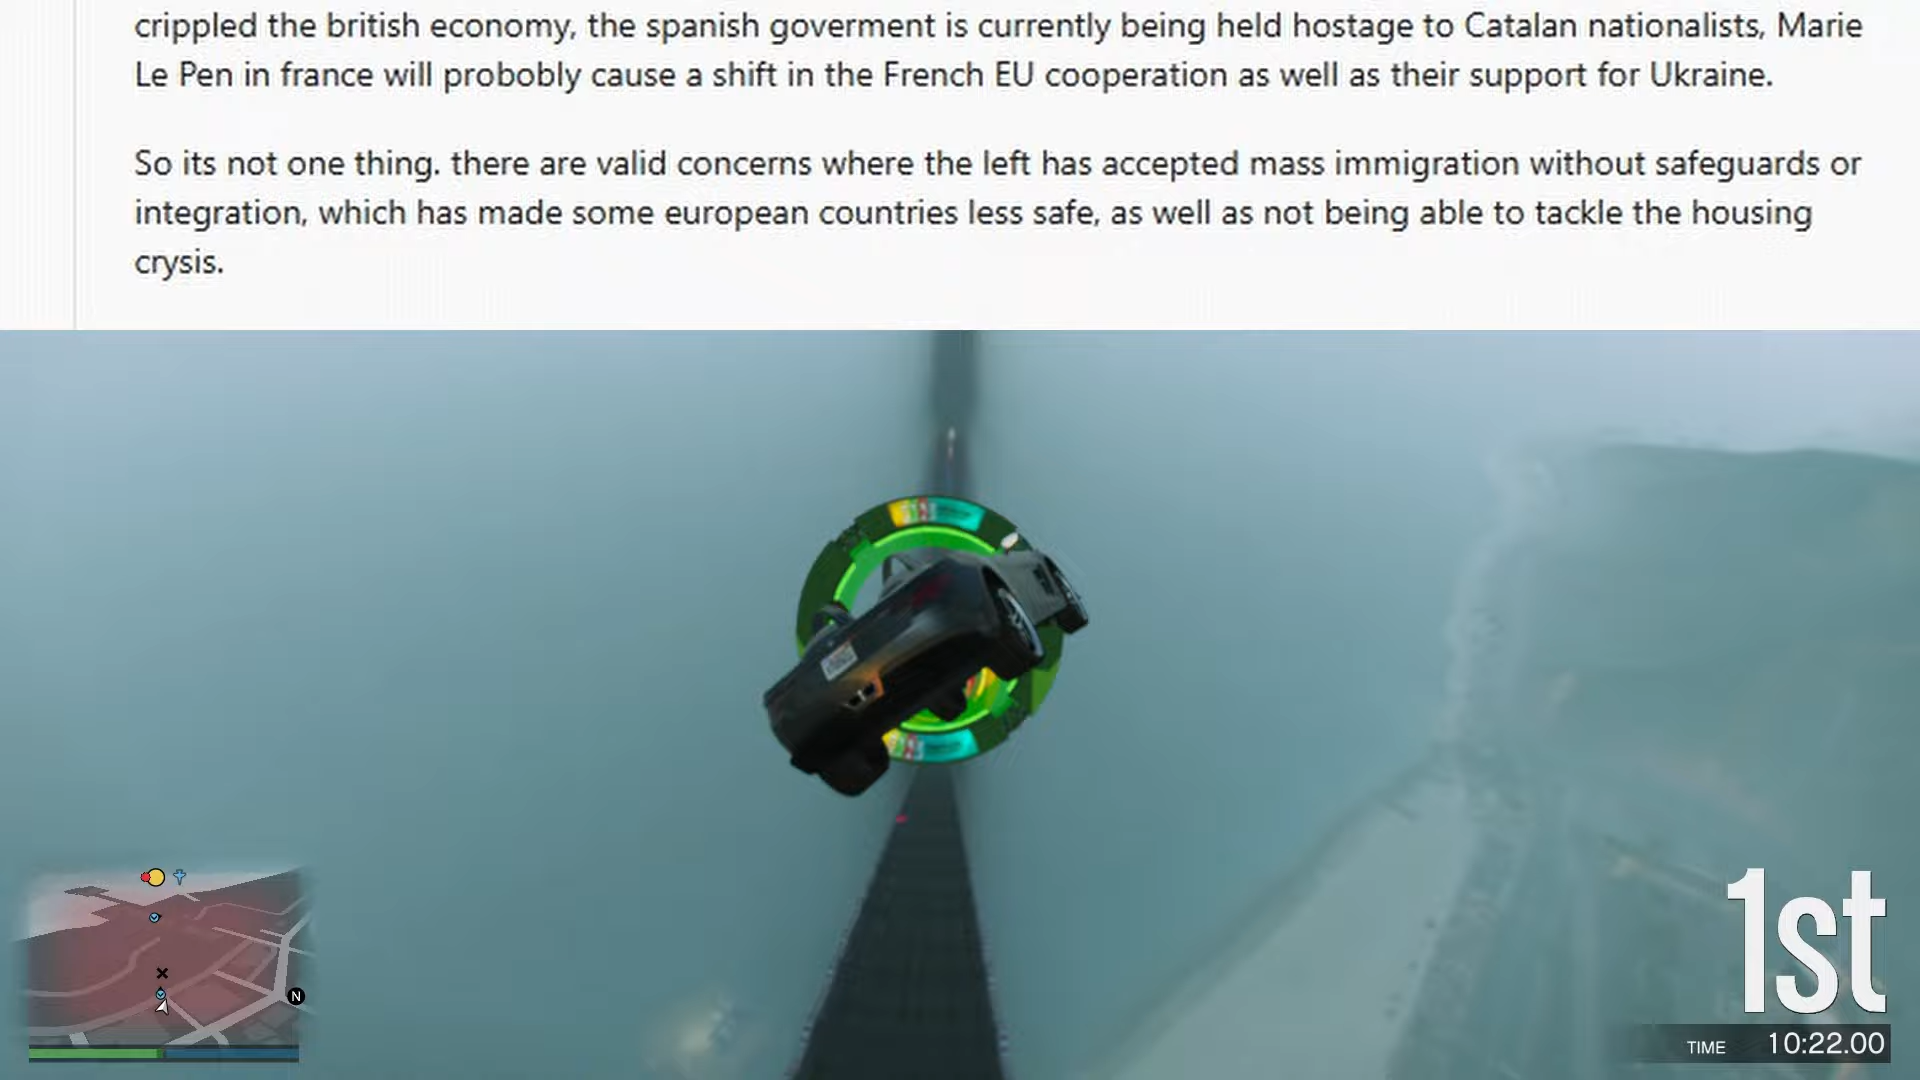 crippled the british economy, the spanish goverment is currently being held hostage to Catalan nationalists, Marie
Le Pen in france will probobly cause a shift in the French EU cooperation as well as their support for Ukraine.
So its not one thing. there are valid concerns where the left has accepted mass immigration without safeguards or
integration, which has made some european countries less safe, as well as not being able to tackle the housing
crysis.
N
1st
TIME 10:22.00